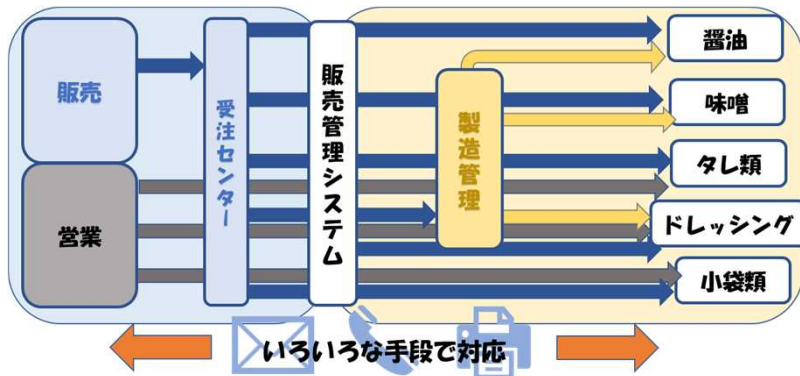 販売
営業
受注センター
販売管理システム
製造管理
醤油
味噌
タレ類
ドレッシング
小袋類
いろいろな手段で対応